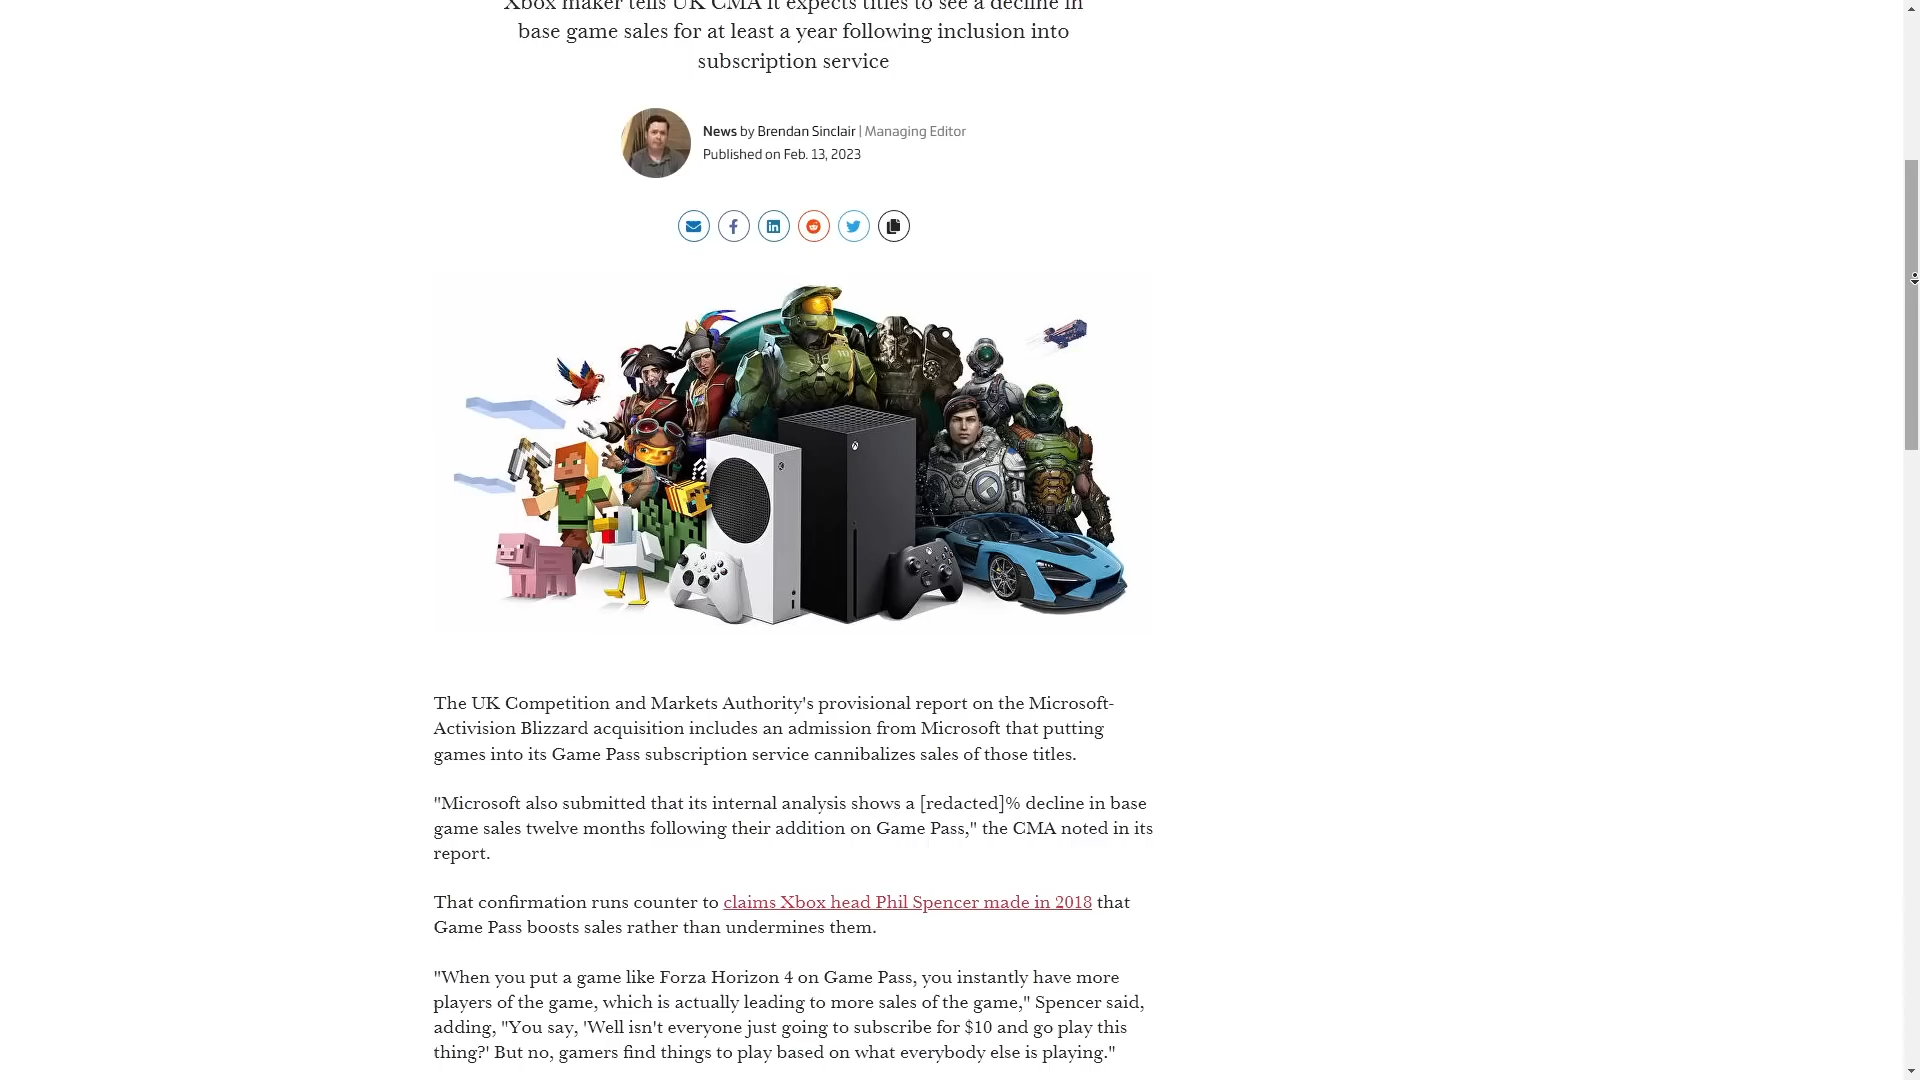 Xbox maker tells UK CMA it expects titles to see a decline in
base game sales for at least a year following inclusion into
subscription service
News by Brendan Sinclair | Managing Editor
Published on Feb. 13, 2023
The UK Competition and Markets Authority's provisional report on the Microsoft-
Activision Blizzard acquisition includes an admission from Microsoft that putting
games into its Game Pass subscription service cannibalizes sales of those titles.
"Microsoft also submitted that its internal analysis shows a [redacted]% decline in base
game sales twelve months following their addition on Game Pass," the CMA noted in its
report.
That confirmation runs counter to claims Xbox head Phil Spencer made in 2018 that
Game Pass boosts sales rather than undermines them.
"When you put a game like Forza Horizon 4 on Game Pass, you instantly have more
players of the game, which is actually leading to more sales of the game," Spencer said,
adding, "You say, 'Well isn't everyone just going to subscribe for $10 and go play this
thing?' But no, gamers find things to play based on what everybody else is playing."